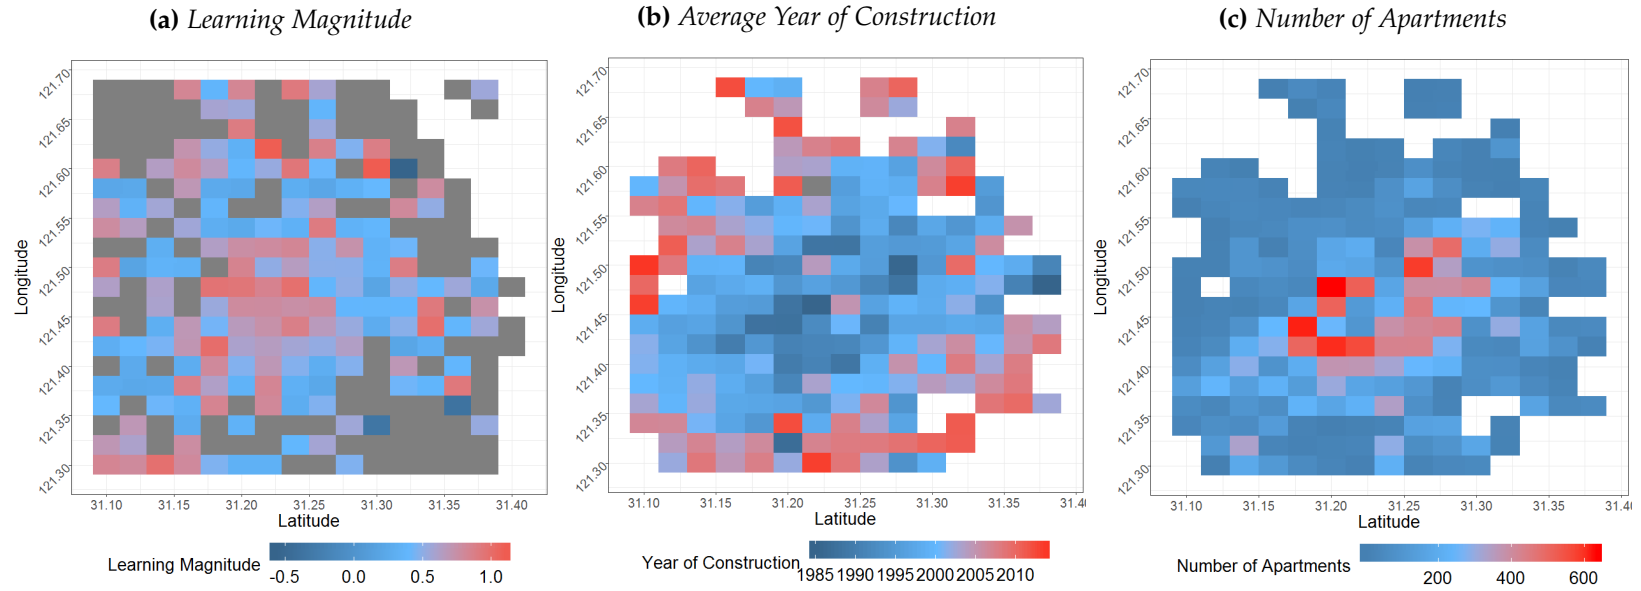 (a) Learning Magnitude
121.70
121.65
121.60
121.55
121.50
121.45
121.40
121.35
121.30
Longitude
31.10 31.15 31.20 31.25 31.30 31.35 31.40
Latitude
Learning Magnitude
-0.5 0.0 0.5 1.0
(b) Average Year of Construction
121.70
121.65
121.60
121.55
121.50
121.45
121.40
121.35
121.30
Longitude
31.10 31.15 31.20 31.25 31.30 31.35 31.40
Latitude
Year of Construction
1985 1990 1995 2000 2005 2010
(c) Number of Apartments
121.70
121.65
121.60
121.55
121.50
121.45
121.40
121.35
121.30
Longitude
31.10 31.15 31.20 31.25 31.30 31.35 31.40
Latitude
Number of Apartments
200 400 600